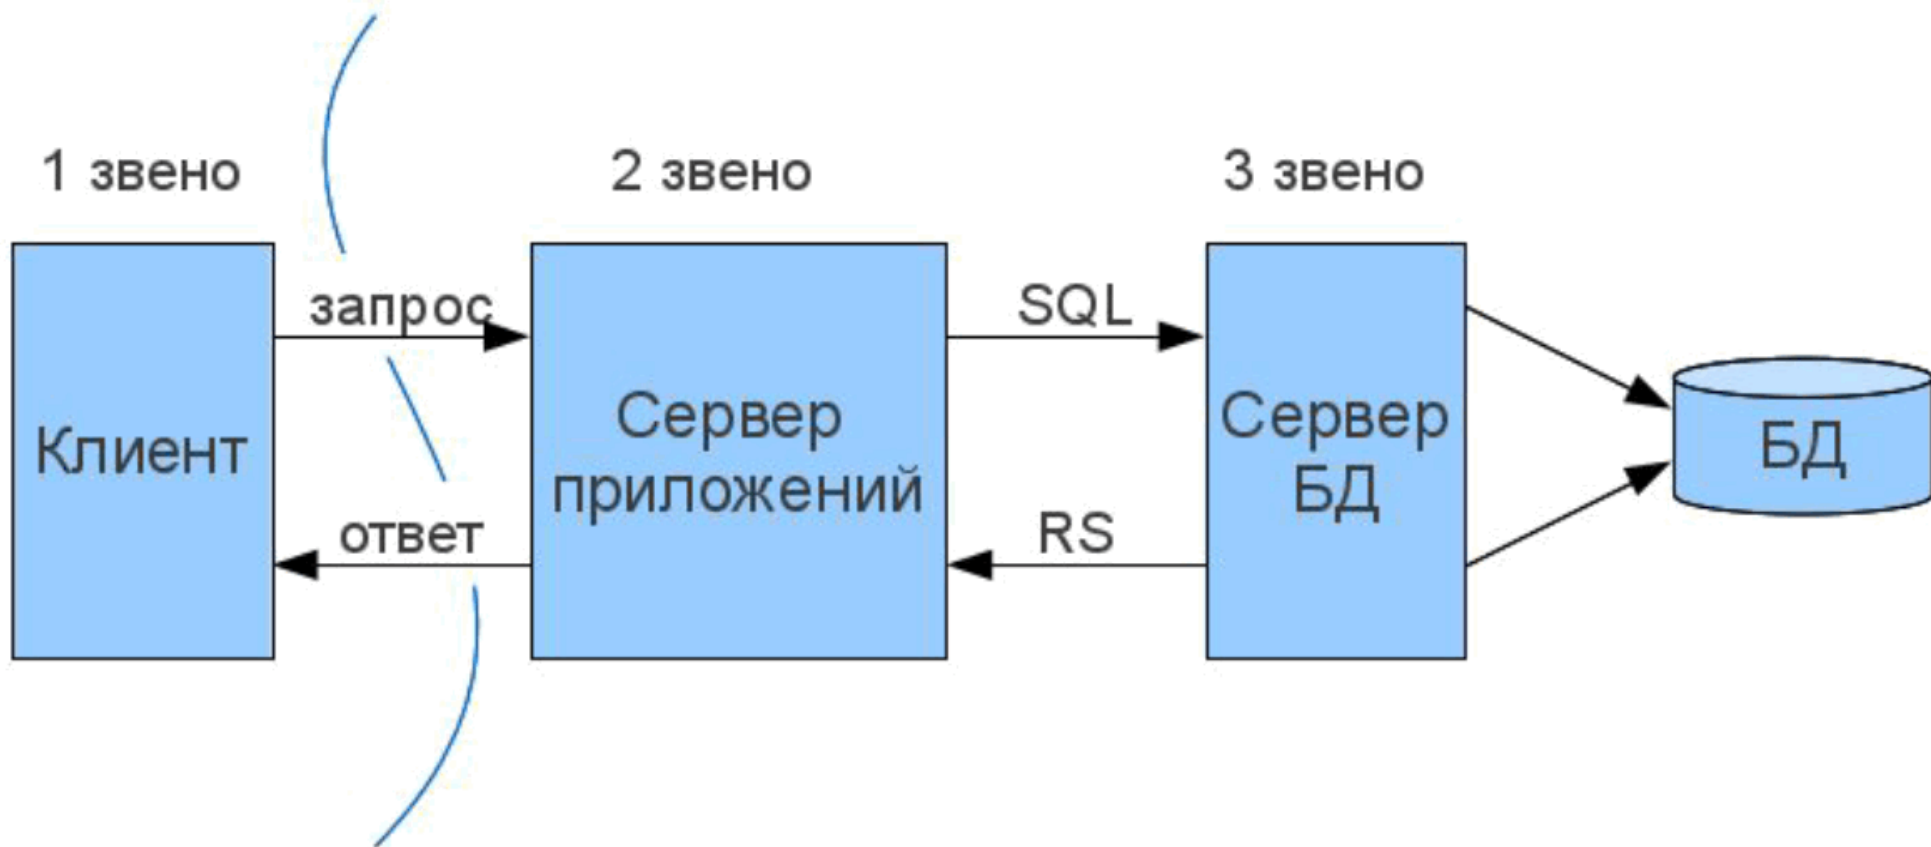 1 звено
2 звено
3 звено
запрос
SQL
Клиент
Сервер
приложений
Сервер
БД
БД
ответ
RS